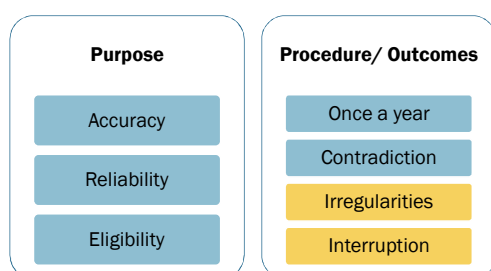 Purpose
Accuracy
Reliability
Eligibility
Procedure/ Outcomes
Once a year
Contradiction
Irregularities
Interruption